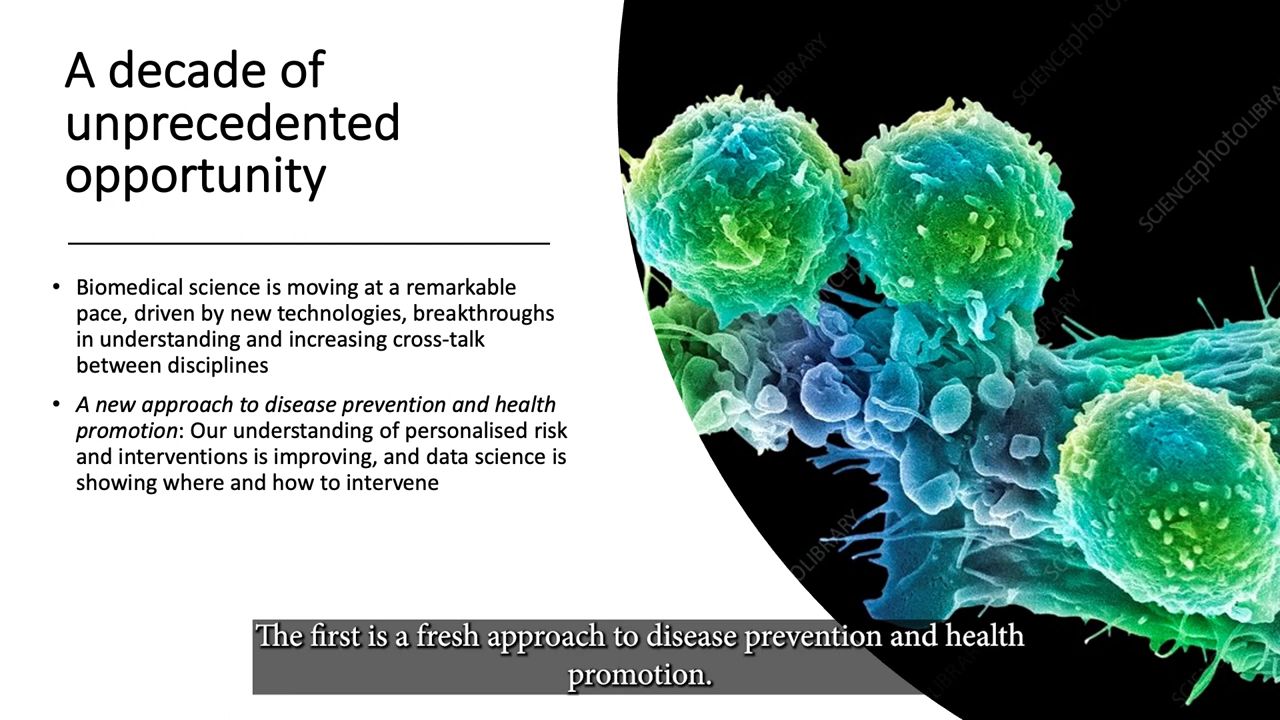 A decade of
unprecedented
opportunity
• Biomedical science is moving at a remarkable
pace, driven by new technologies, breakthroughs
in understanding and increasing cross-talk
between disciplines
• A new approach to disease prevention and health
promotion: Our understanding of personalised risk
and interventions is improving, and data science is
showing where and how to intervene
SCIENCEphotoLIBRARY
The first is a fresh approach to disease prevention and health
promotion.